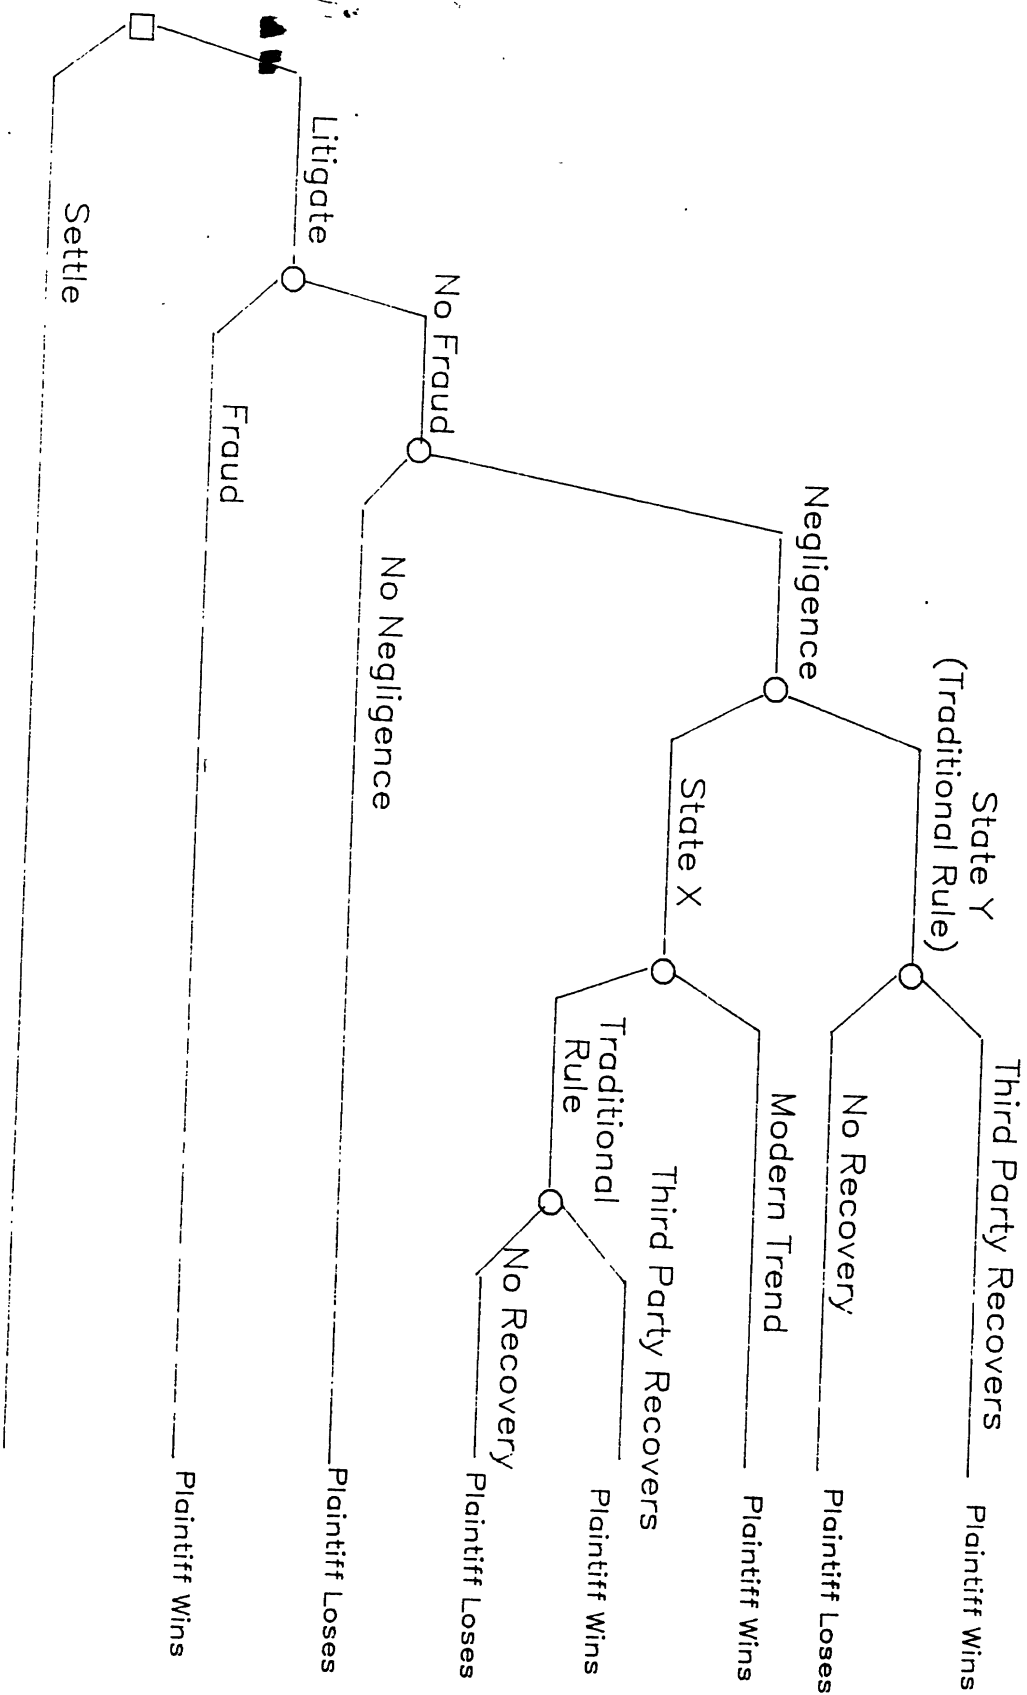 Third Party Recovers
Plaintiff Wins
State Y
(Traditional Rule)
No Recovery
Plaintiff Loses
Negligence
Modern Trend
Plaintiff Wins
State X
Third Party Recovers
Plaintiff Wins
Traditional
Rule
No Recovery
Plaintiff Loses
No Fraud
No Negligence
Plaintiff Loses
Litigate
Fraud
Plaintiff Wins
Settle